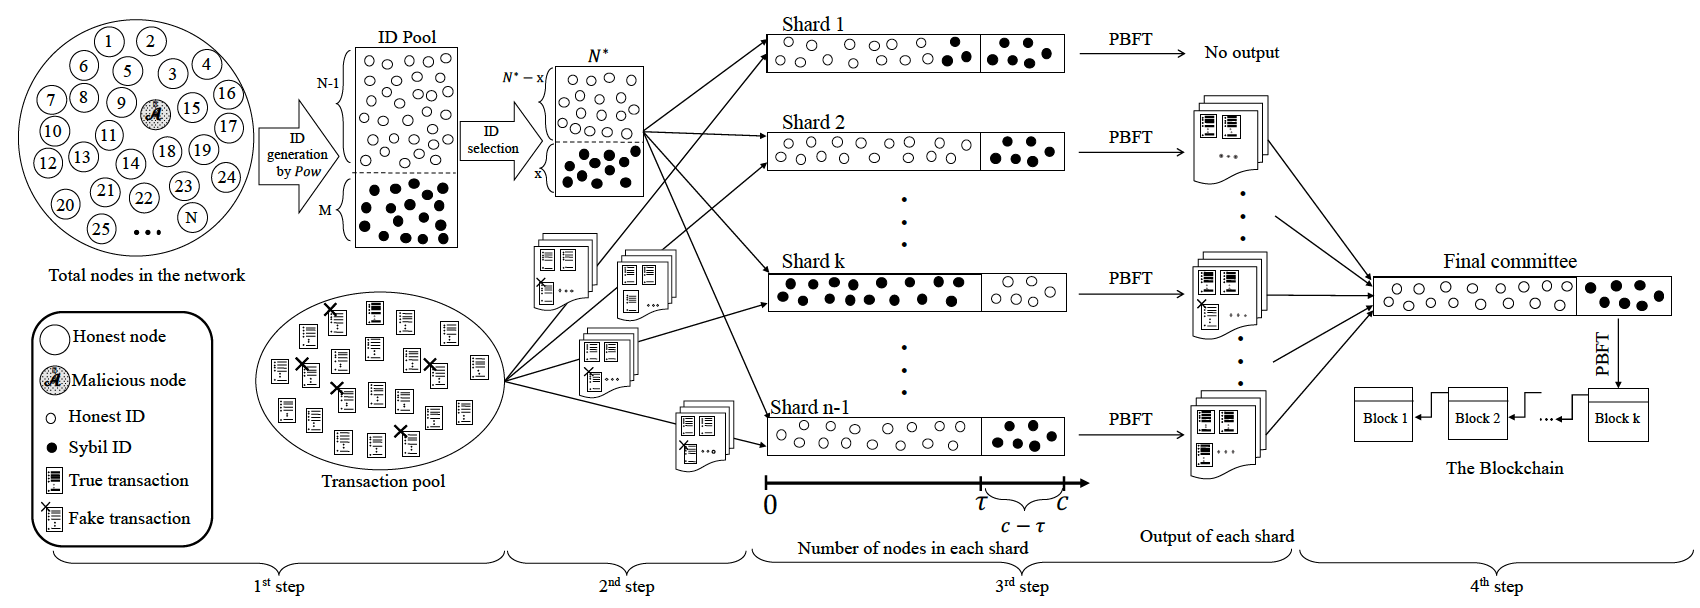 1
2
6
5
3
4
7
8
9
A
15
16
10
11
17
12
13
14
18
19
20
21
22
23
24
25
N
...
Total nodes in the network
ID
generation
by Pow
ID Pool
N-1
M
ID
selection
N*
N* − x
x
Honest node
A
Malicious node
Honest ID
Sybil ID
True transaction
Fake transaction
Transaction pool
Shard 1
Shard 2
Shard k
Shard n-1
0
τ
c
c − τ
Number of nodes in each shard
PBFT
No output
PBFT
PBFT
PBFT
Output of each shard
Final committee
PBFT
Block 1
Block 2
...
Block k
The Blockchain
1st step
2nd step
3rd step
4th step